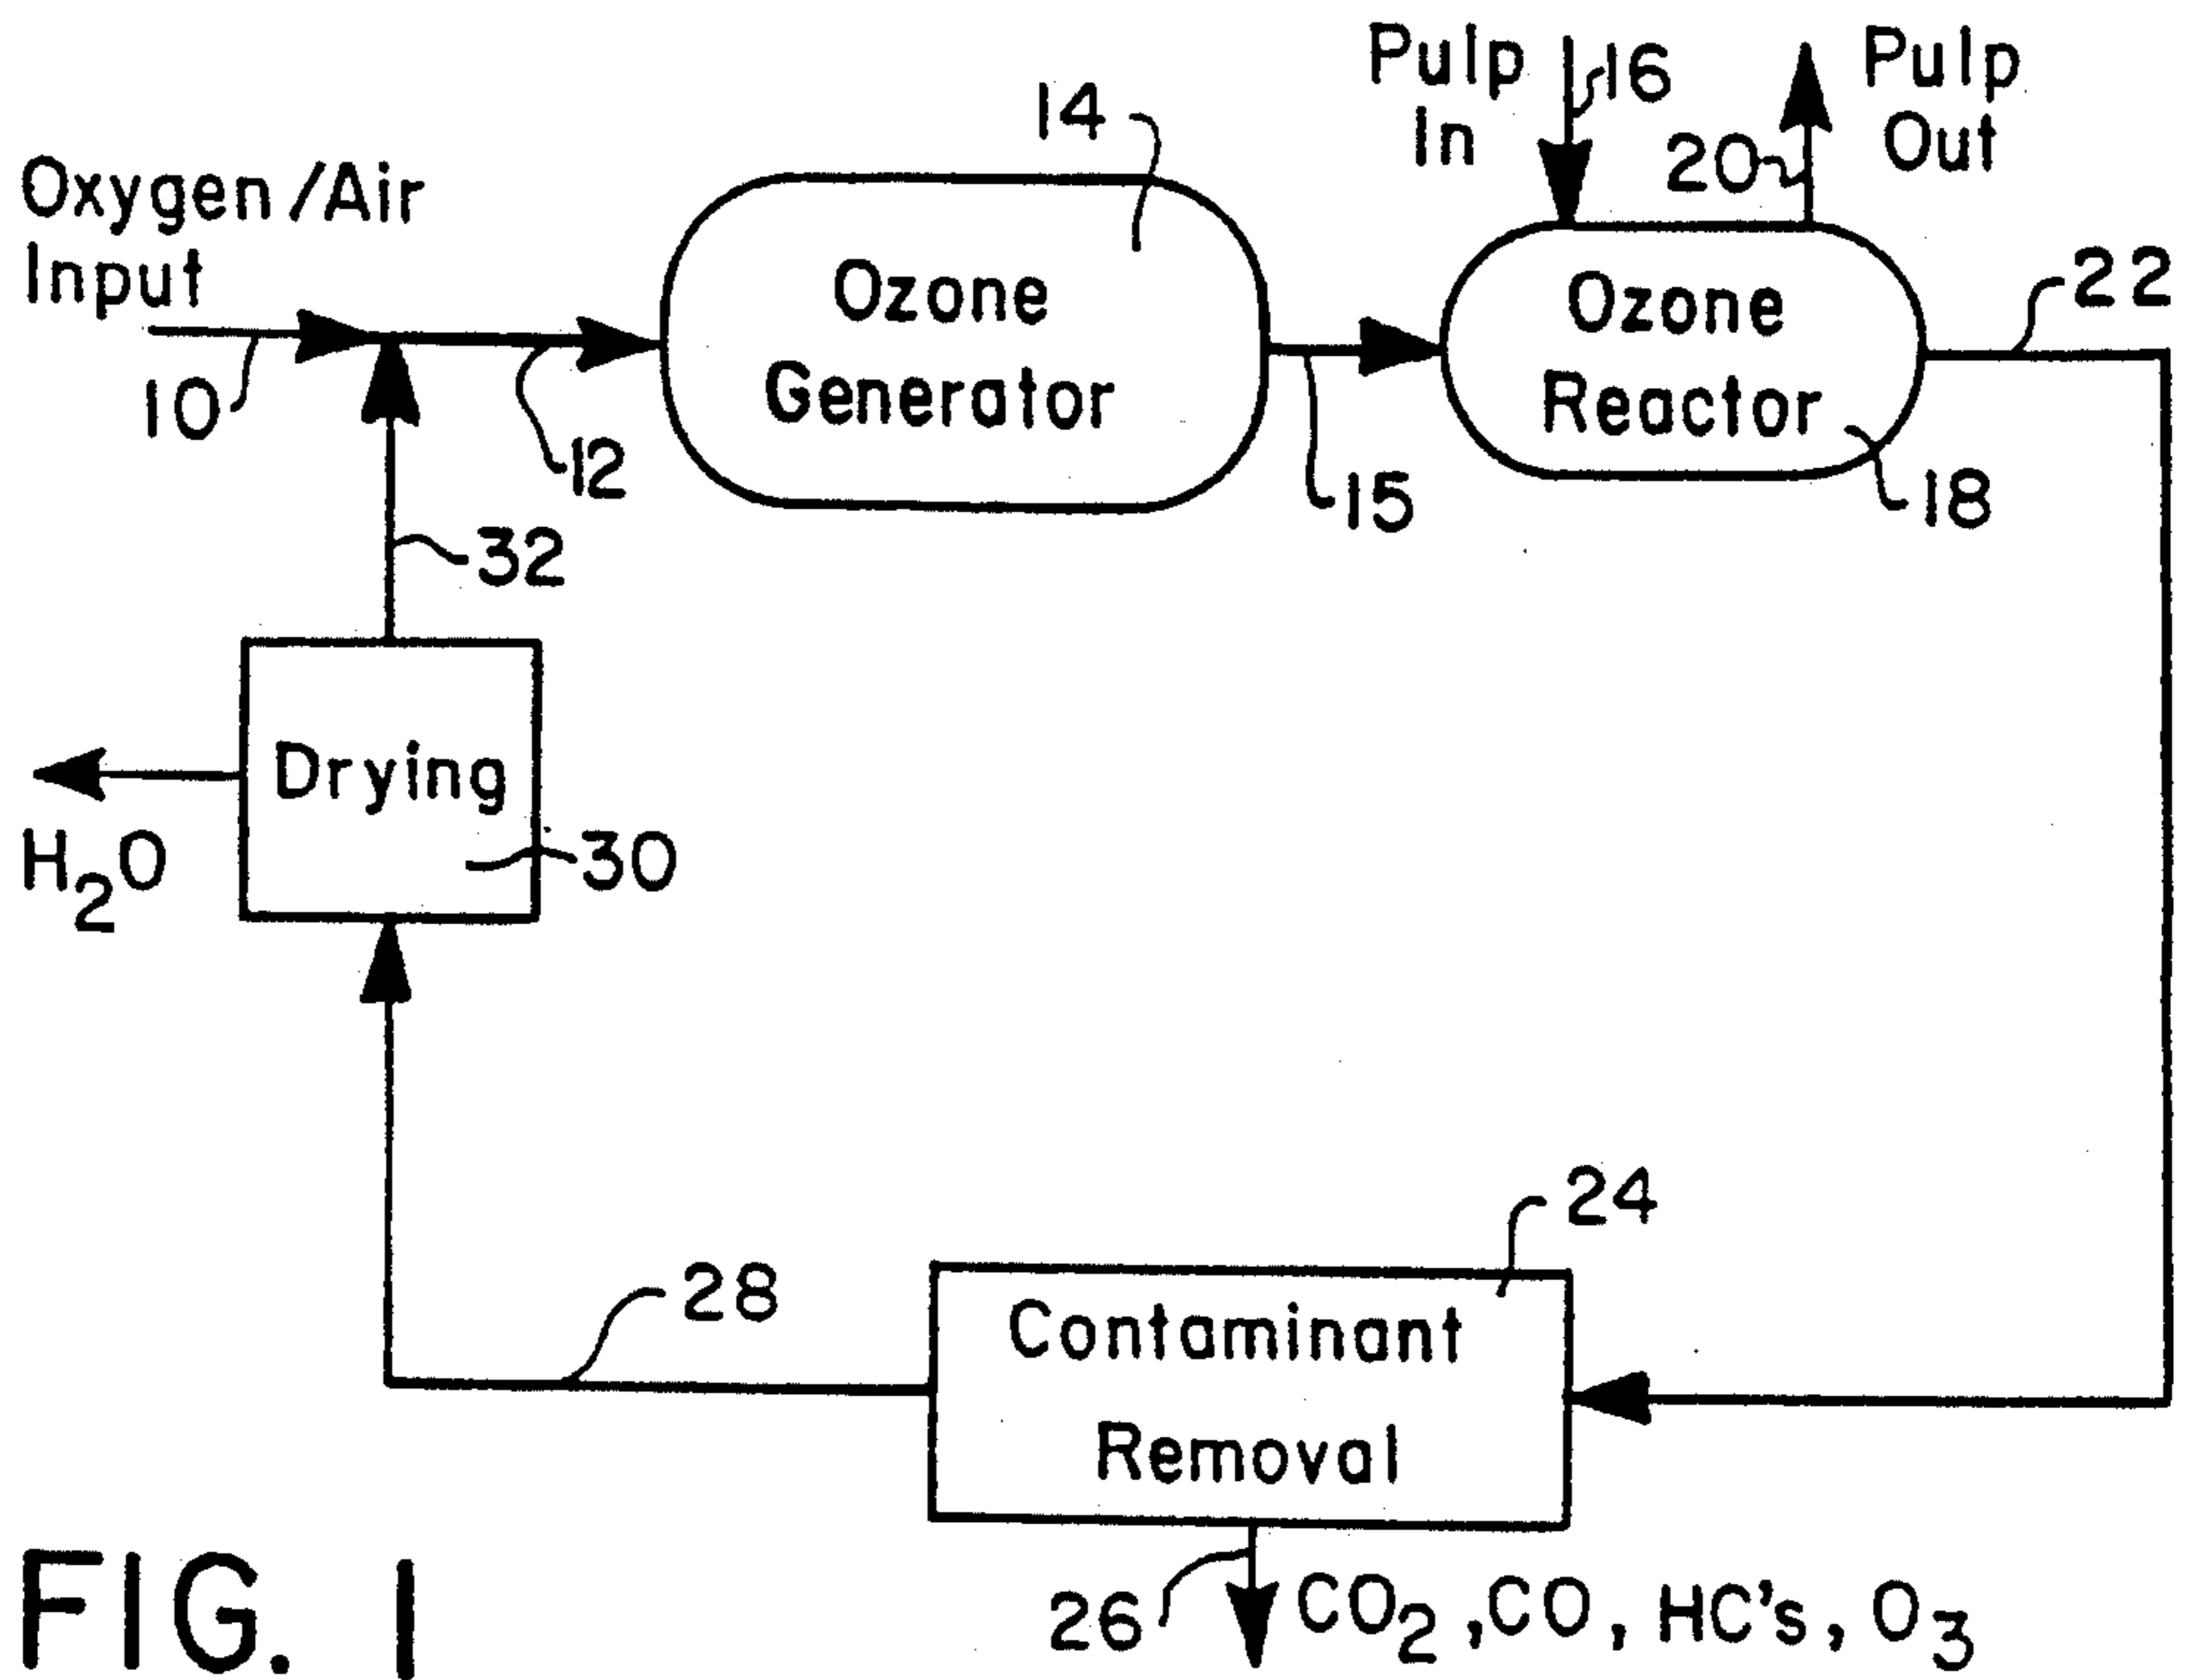 Pulp In
16
Pulp Out
20
14
Oxygen/Air
Input
10
12
Ozone
Generator
15
Ozone
Reactor
18
22
32
Drying
30
H₂O
24
28
Contaminant
Removal
26
CO₂, CO, HC's, O₃
FIG. 1